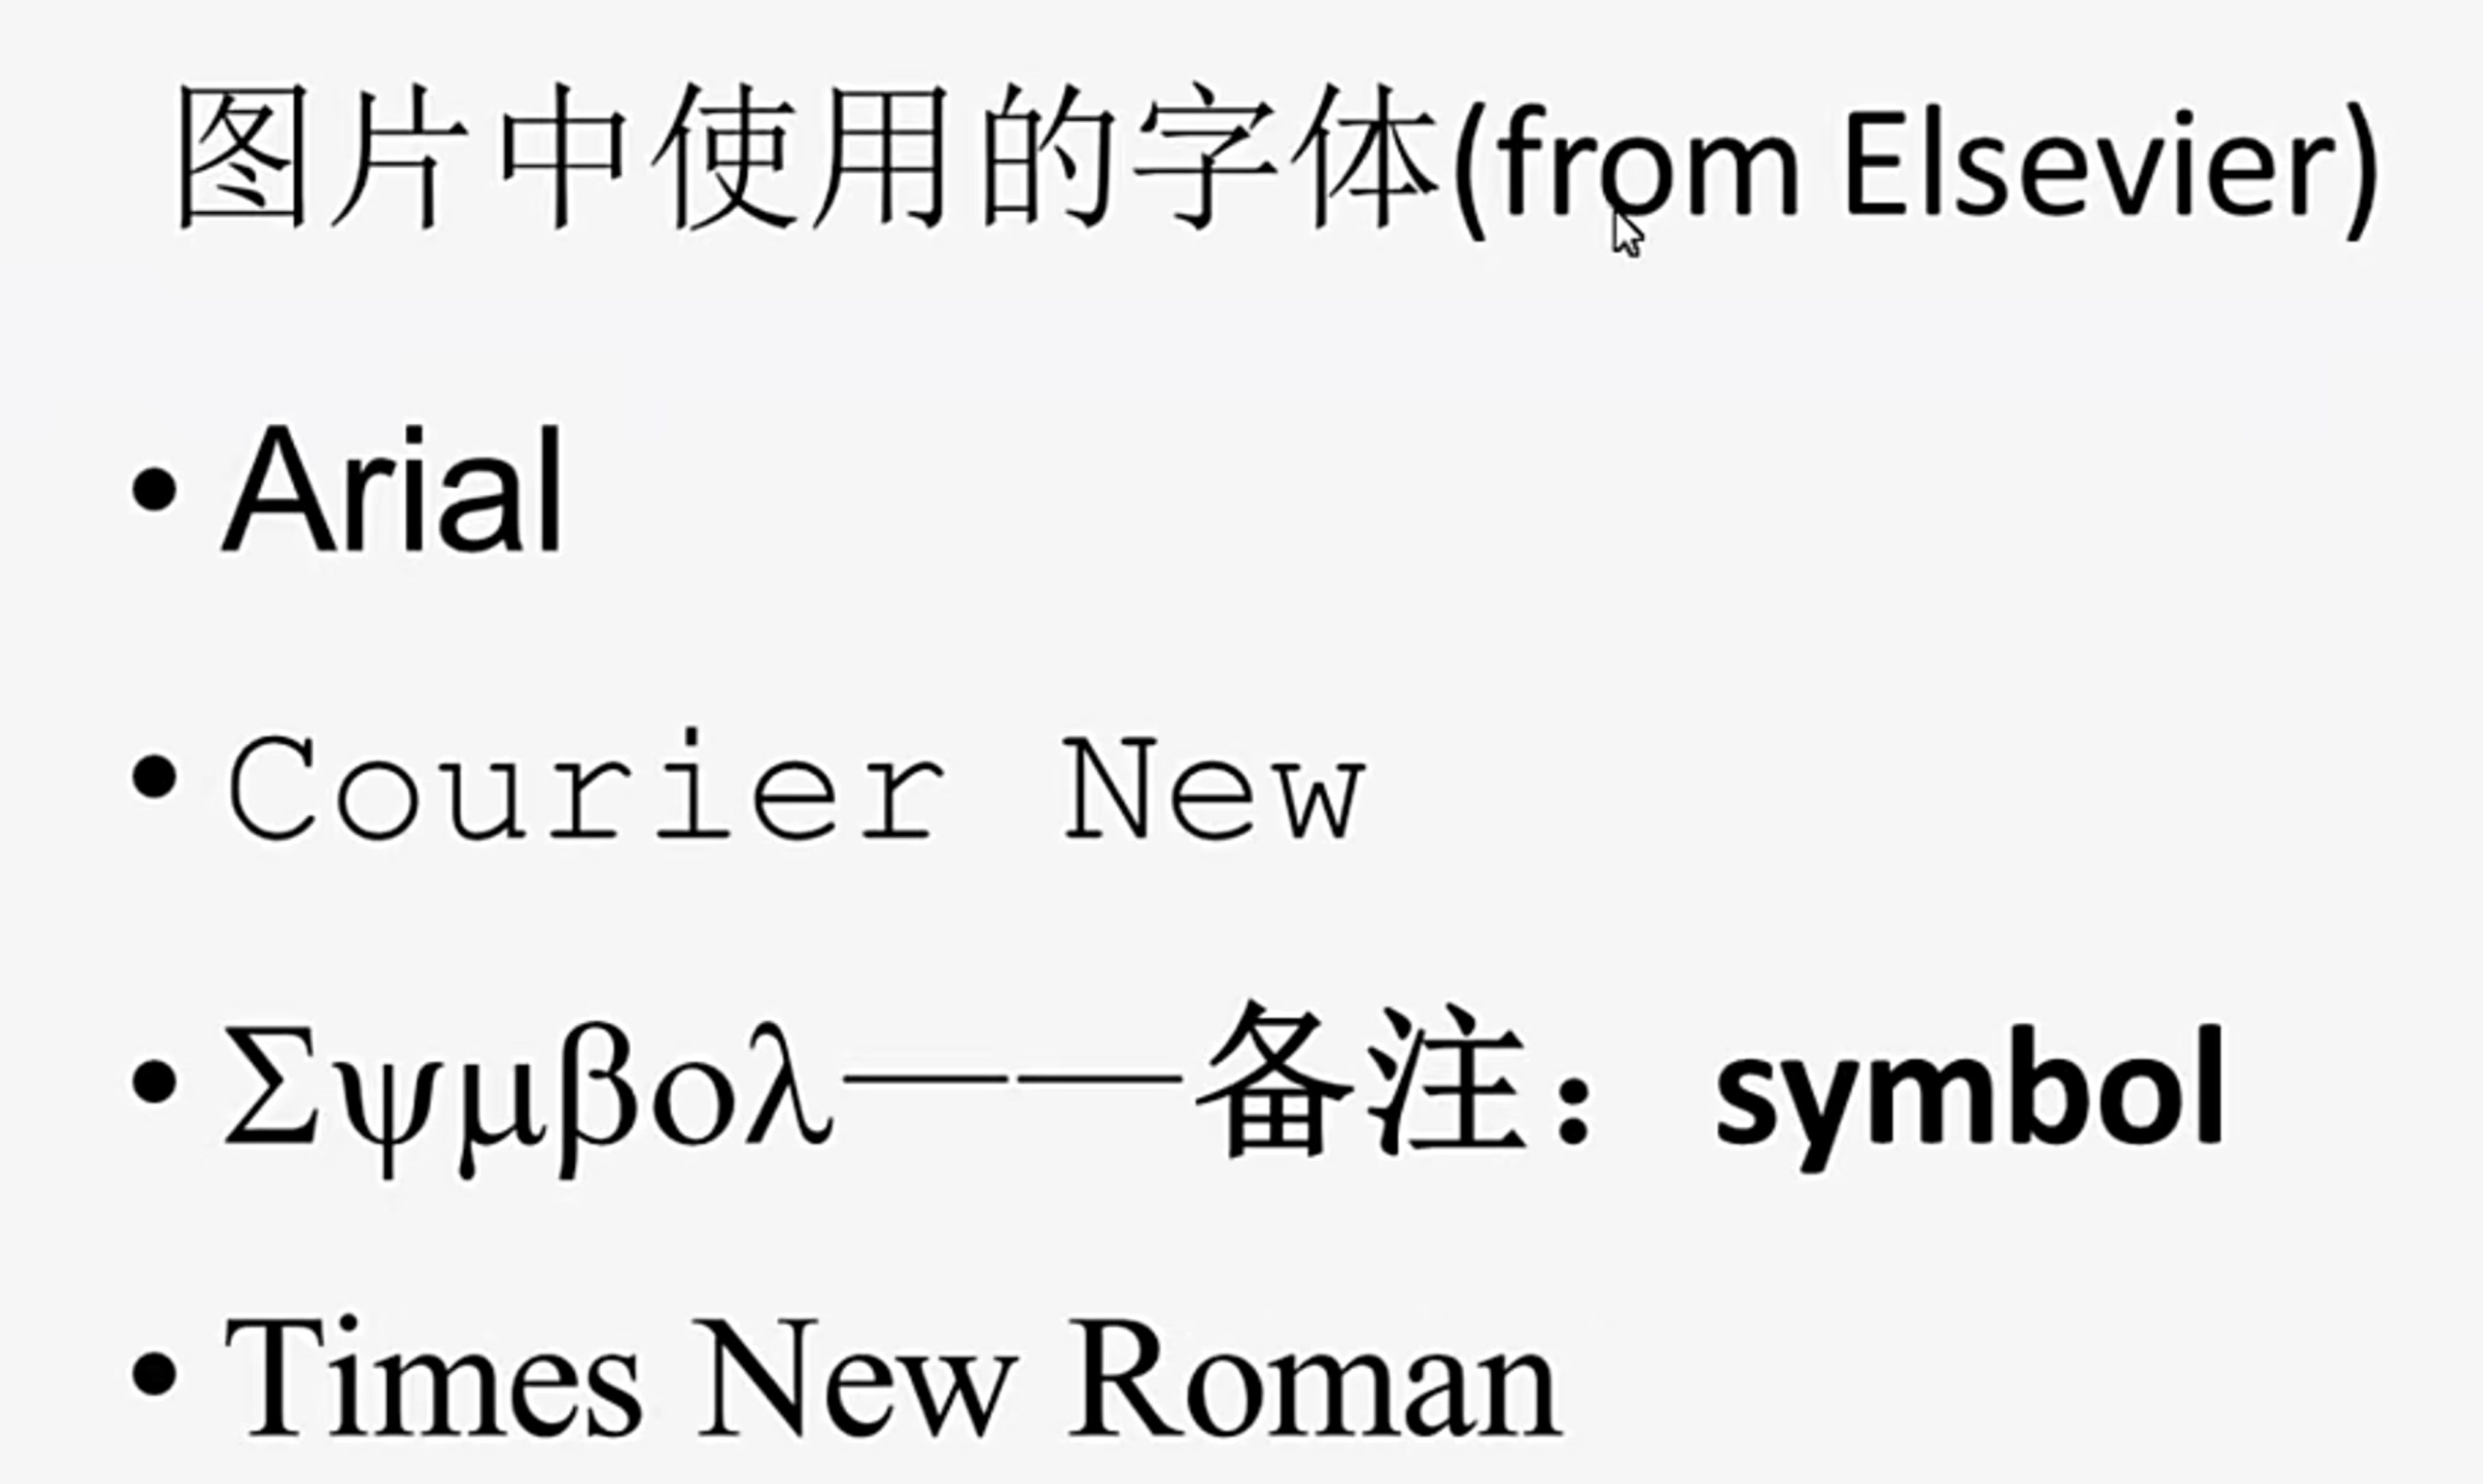 图片中使用的字体(from Elsevier)
• Arial
• Courier New
• Σψμβολ——备注：symbol
• Times New Roman